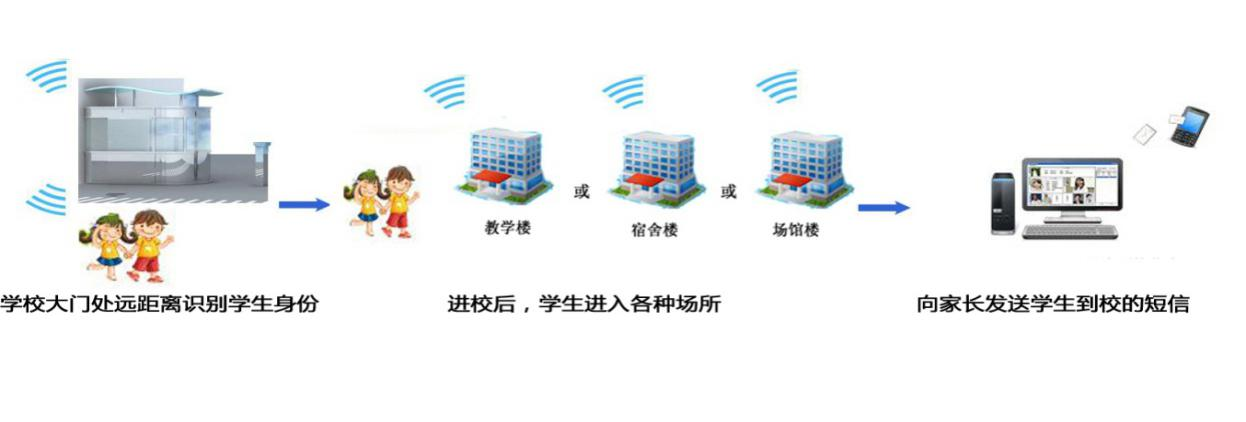 或
或
教学楼
宿舍楼
场馆楼
学校大门处远距离识别学生身份
进校后，学生进入各种场所
向家长发送学生到校的短信